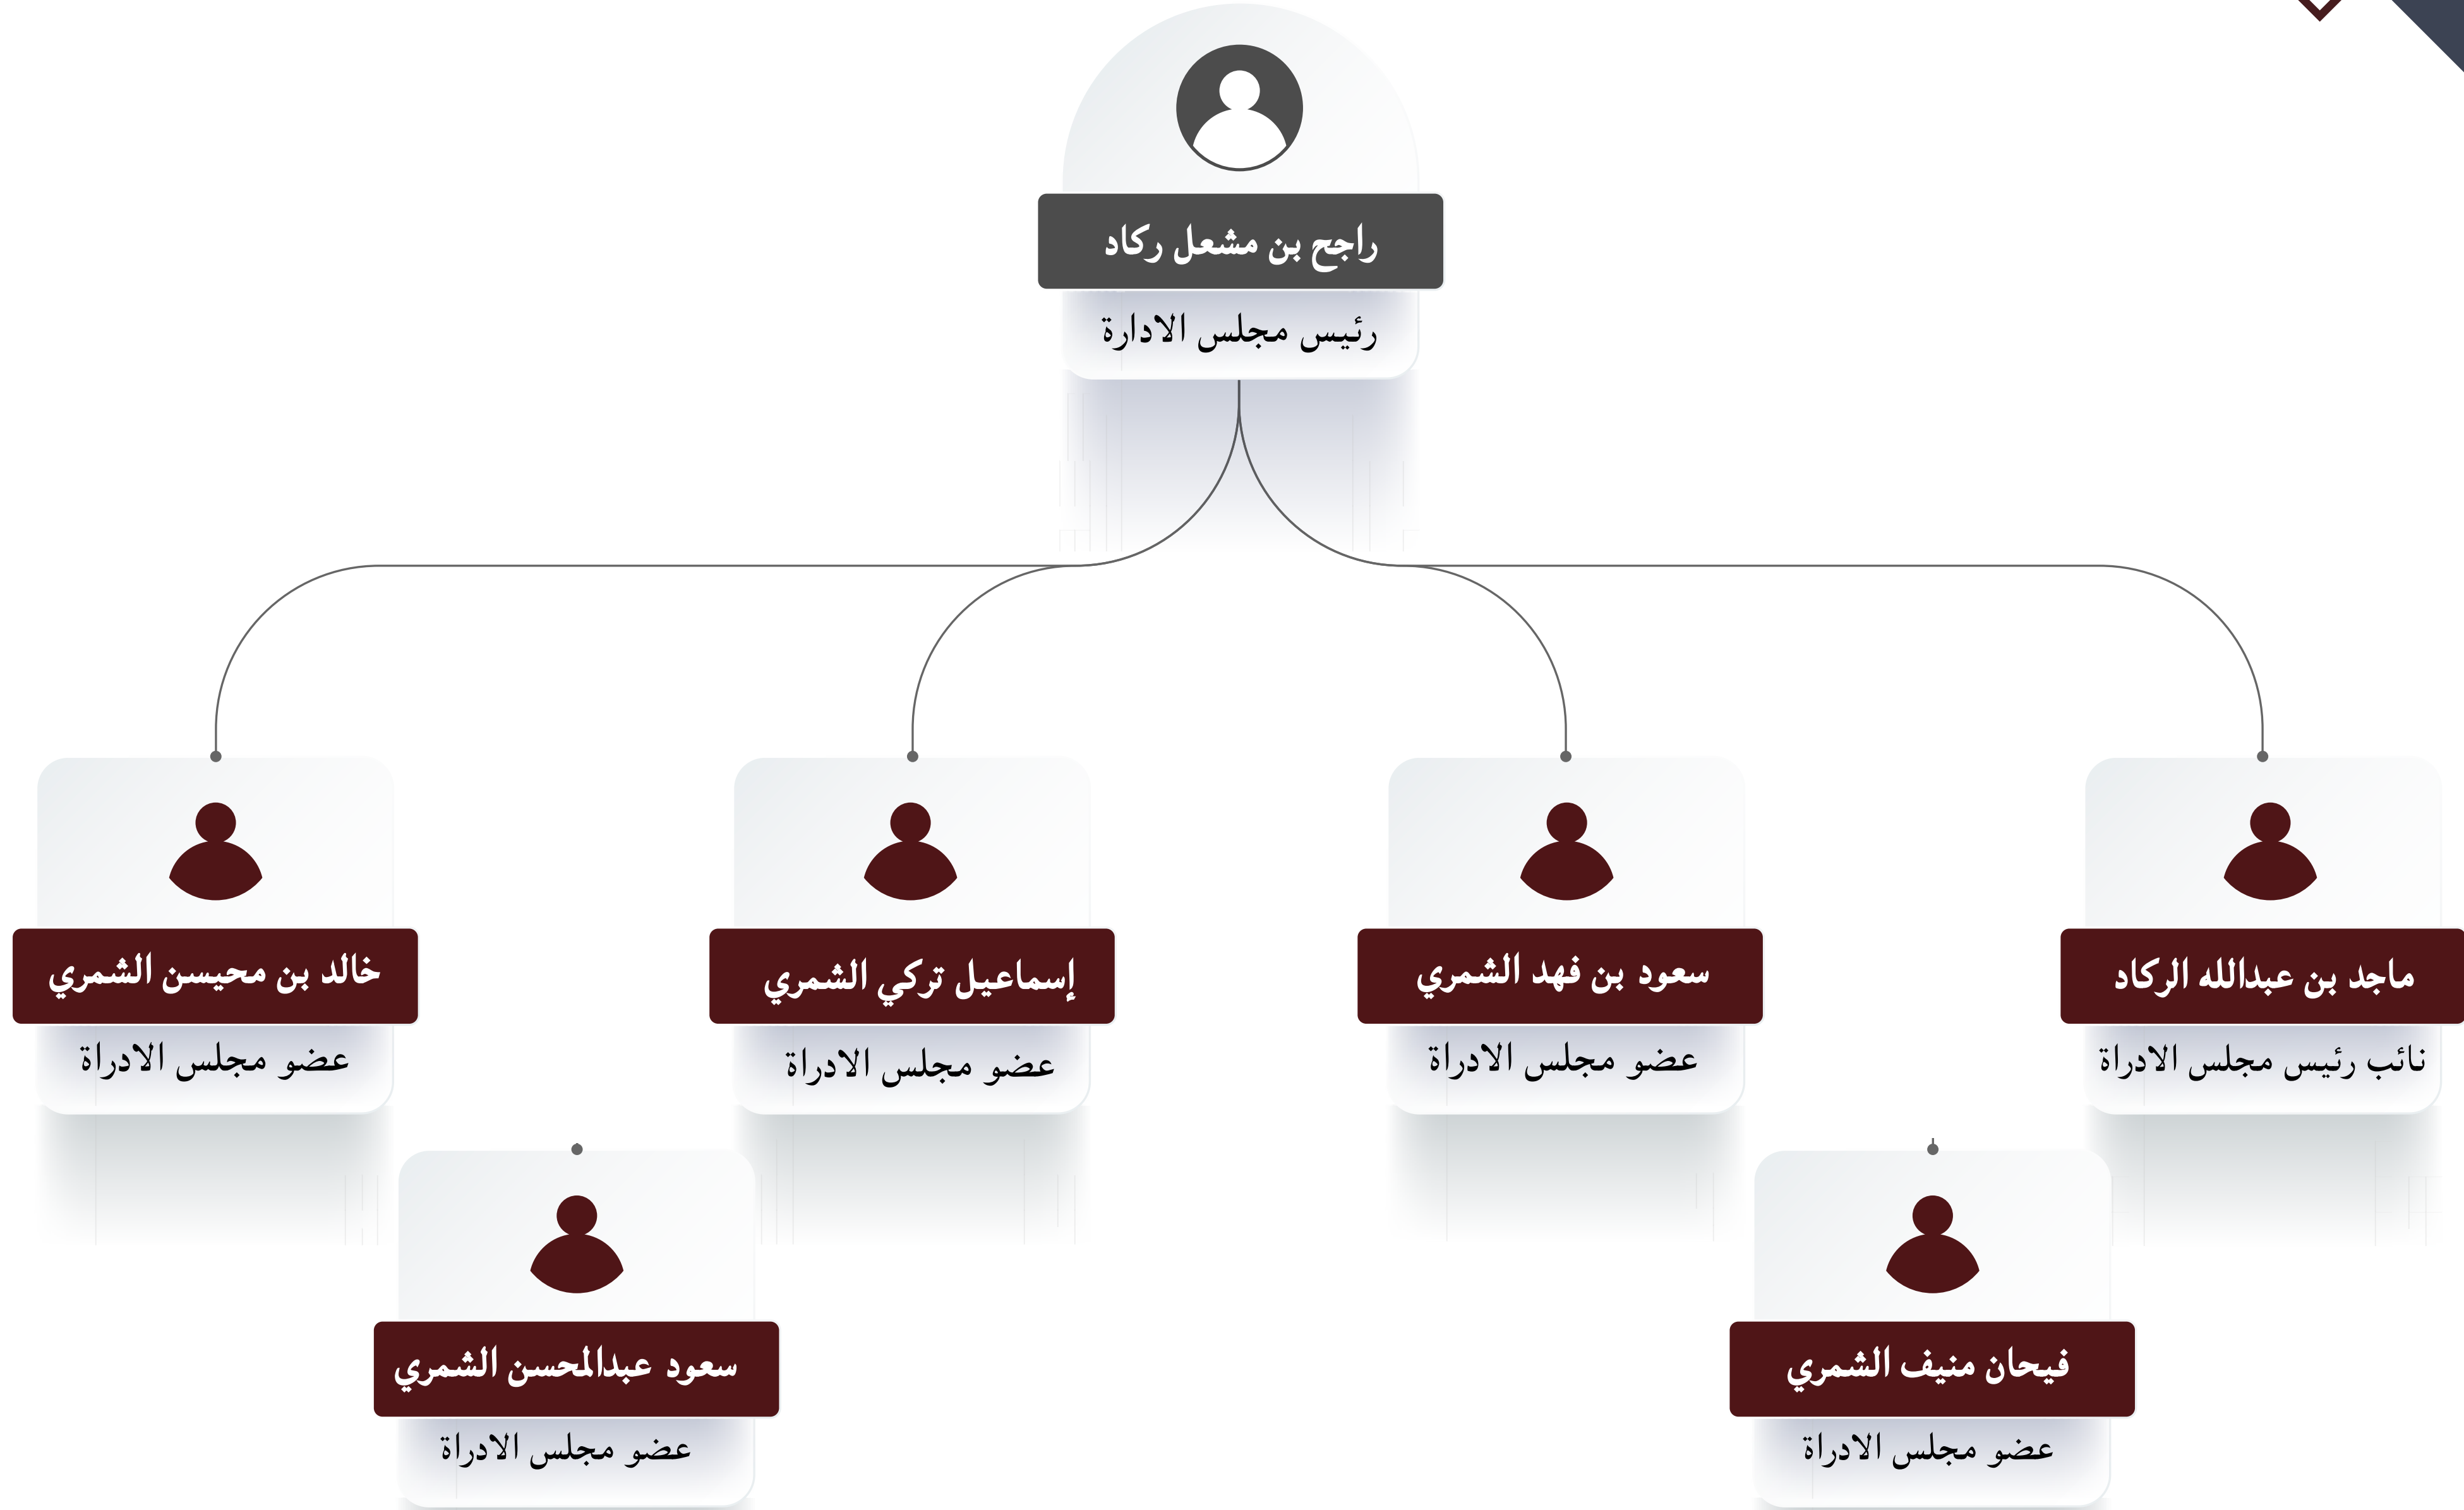 راجح بن مشعل ركاد
رئيس مجلس الادارة
ماجد بن عبدالله الركاد
نائب رئيس مجلس الادراة
سعود بن فهد الشمري
عضو مجلس الادراة
إسماعيل تركي الشمري
عضو مجلس الادراة
خالد بن محيسن الشمري
عضو مجلس الادراة
فيحان منيف الشمري
عضو مجلس الادراة
سعود عبدالمحسن الشمري
عضو مجلس الادراة